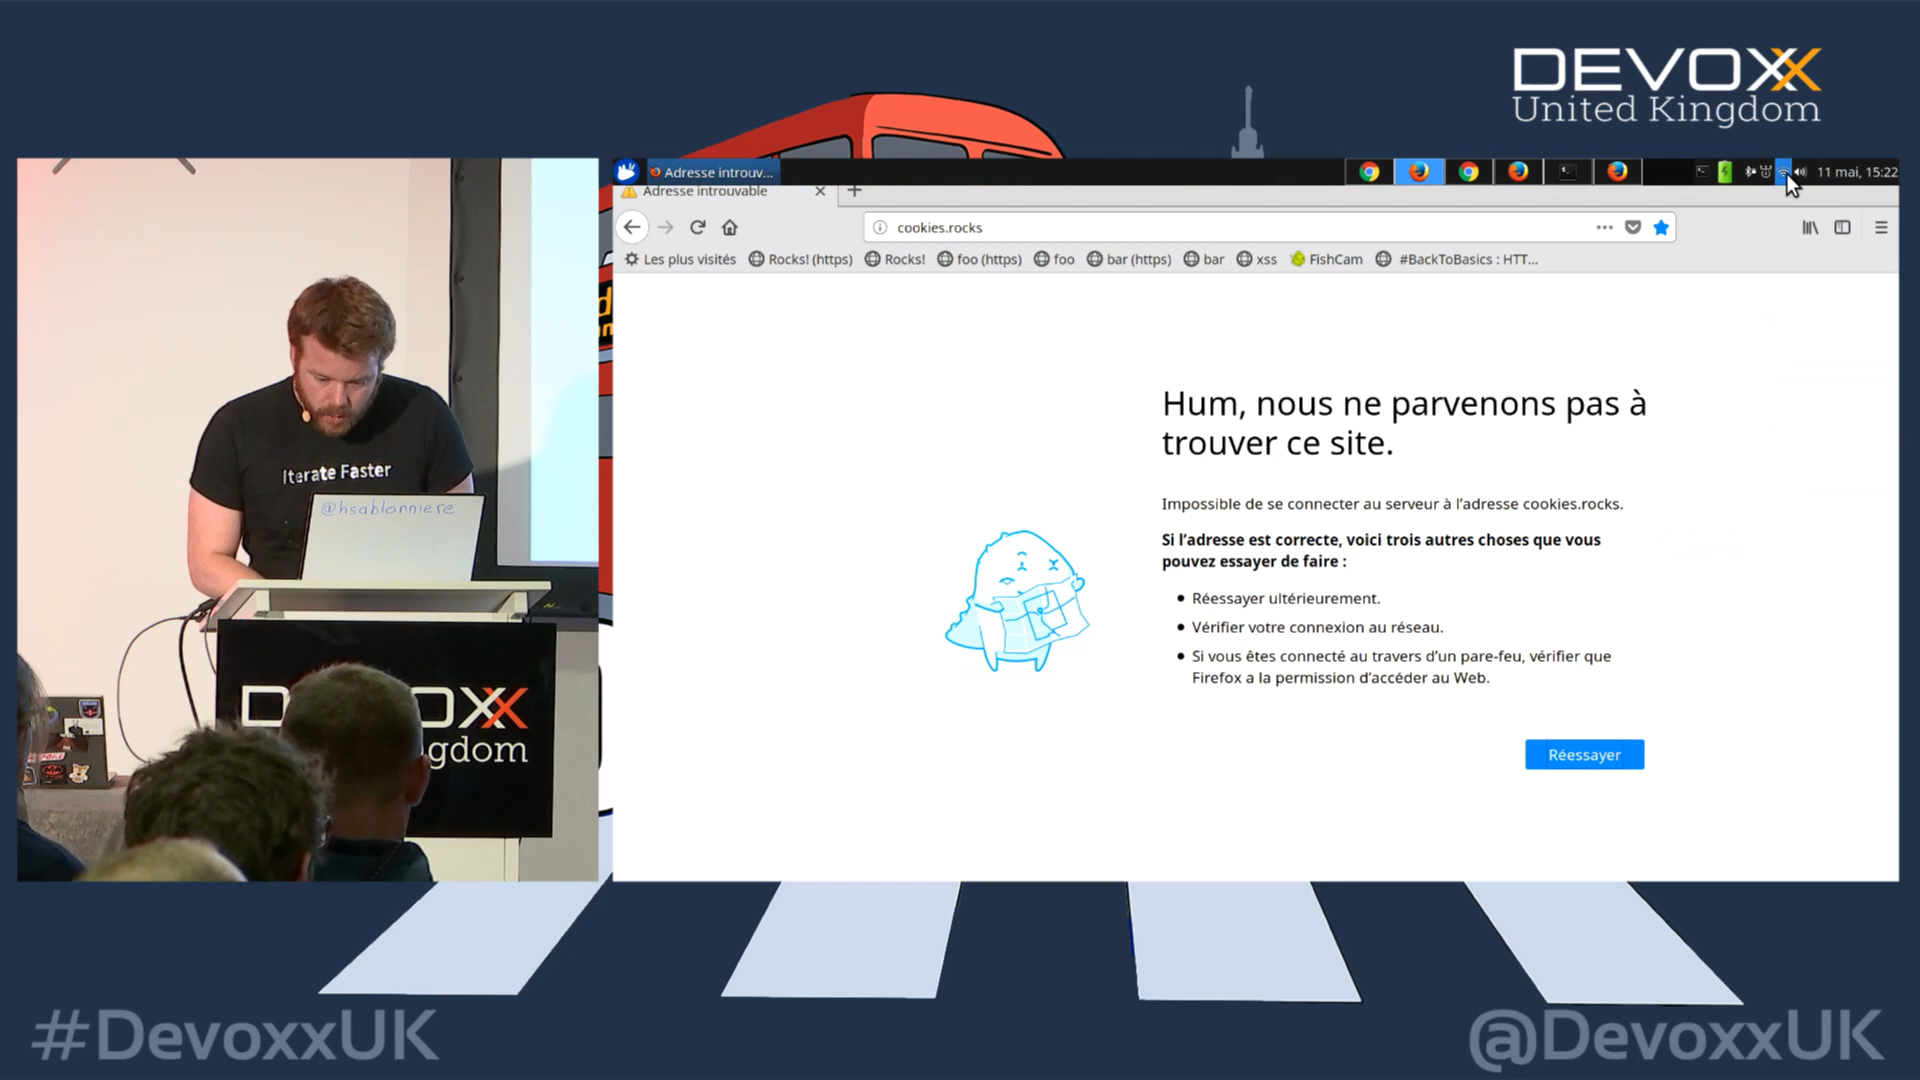 DEVOXX
United Kingdom
Adresse introuv...
11 mai, 15:22
Adresse introuvable
cookies.rocks
Les plus visités
Rocks! (https)
Rocks!
foo (https)
foo
bar (https)
bar
xss
FishCam
#BackToBasics : HTT...
Hum, nous ne parvenons pas à
trouver ce site.
Impossible de se connecter au serveur à l’adresse cookies.rocks.
Si l’adresse est correcte, voici trois autres choses que vous
pouvez essayer de faire :
Réessayer ultérieurement.
Vérifier votre connexion au réseau.
Si vous êtes connecté au travers d’un pare-feu, vérifier que
Firefox a la permission d’accéder au Web.
Réessayer
Iterate Faster
@hsablonniere
#DevoxxUK
@DevoxxUK